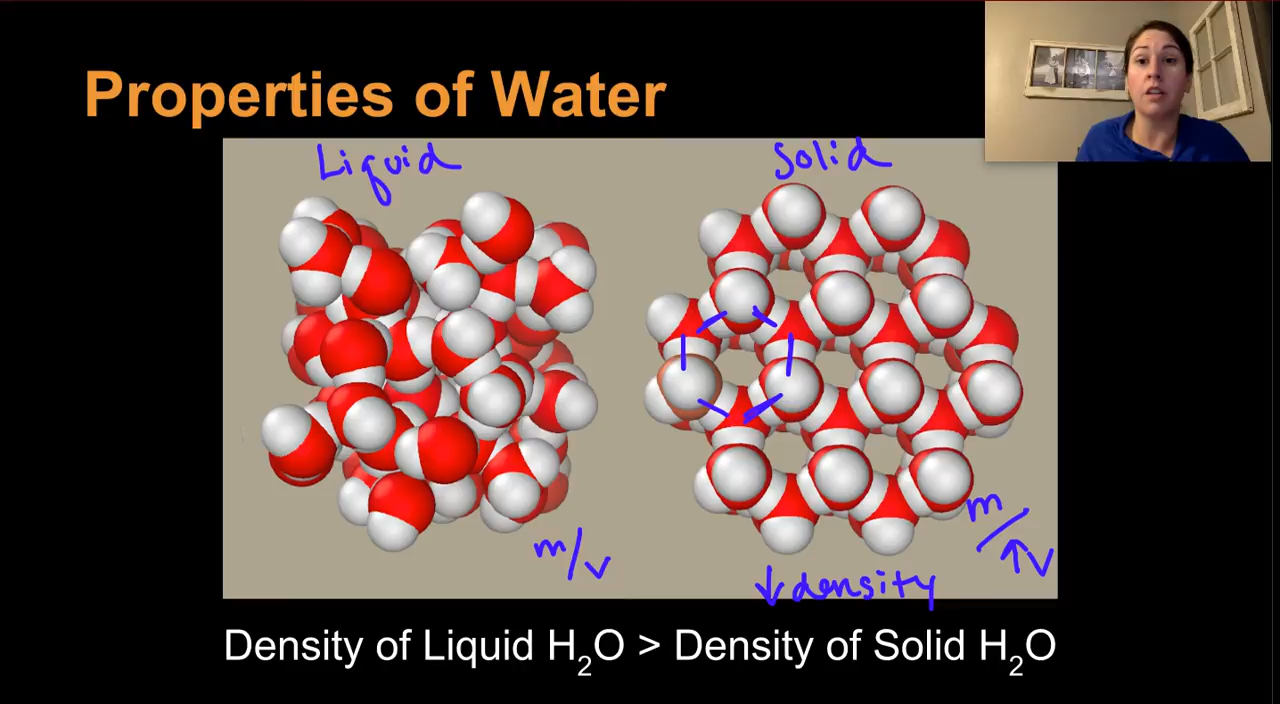 Properties of Water
Liquid
Solid
m/v
m/↑v
↓ density
Density of Liquid H₂O > Density of Solid H₂O